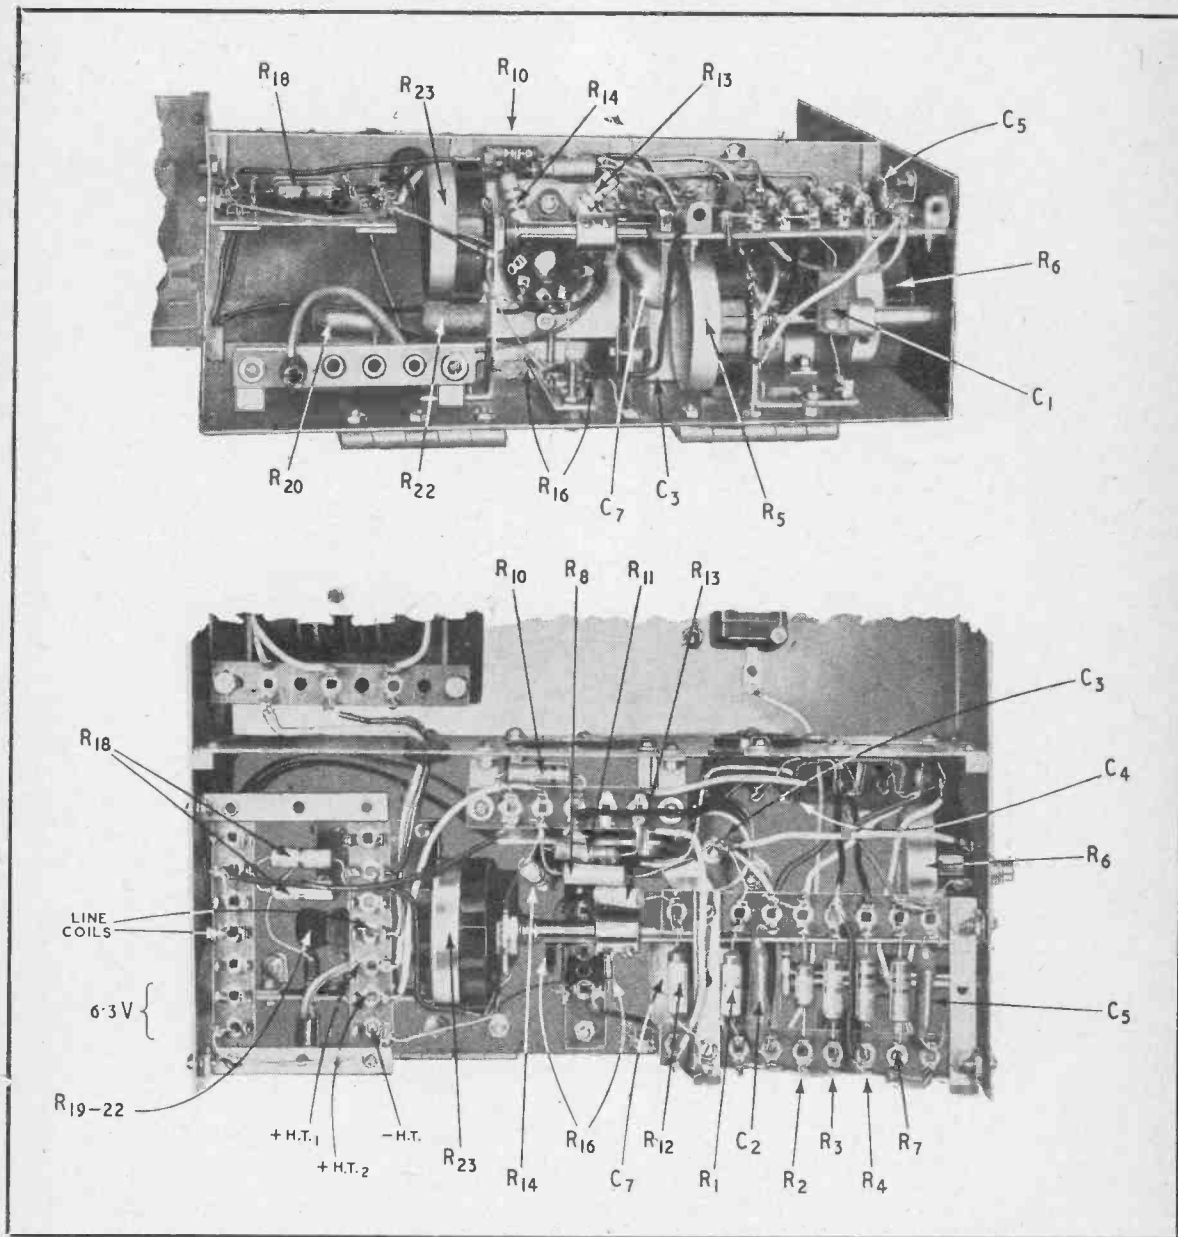 R10
R13
R18
R23
R14
C5
R6
C1
R20
R22
R16
C7
C3
R5
R10 R8 R11 R13
C3
R18
C4
R6
LINE
COILS
6·3 V
C5
R19-22
+H.T.1
+H.T.2
-H.T.
R23
R14
R16
C7
R12
R1
C2
R2
R3
R4
R7